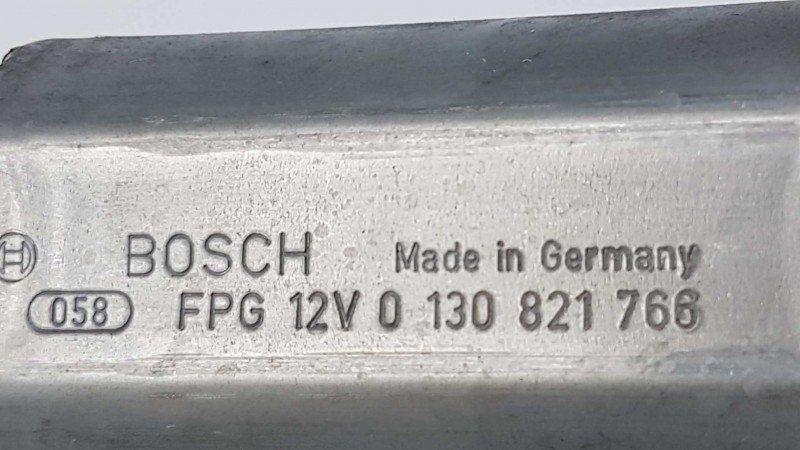 BOSCH Made in Germany
058 FPG 12V 0 130 821 766